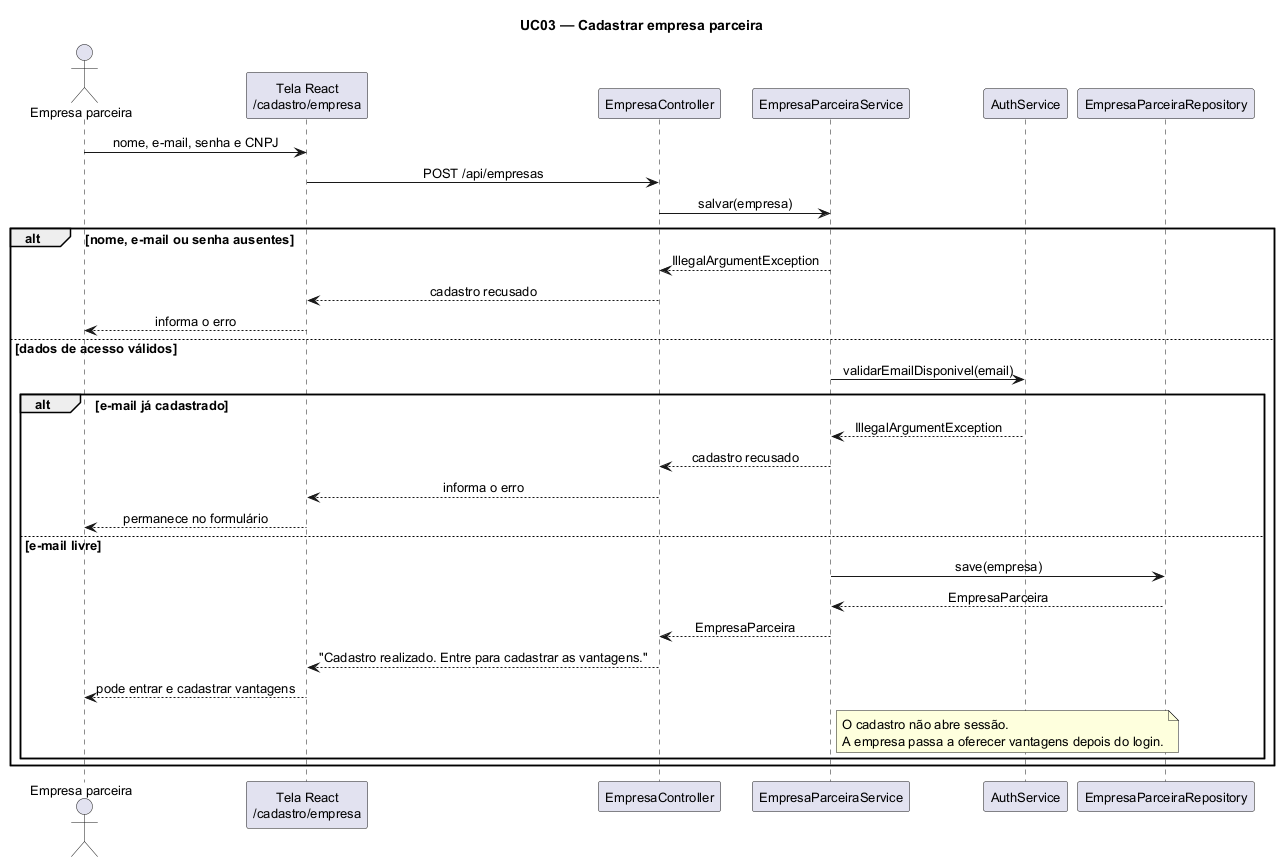 UC03 — Cadastrar empresa parceira
Empresa parceira
Tela React
/cadastro/empresa
EmpresaController
EmpresaParceiraService
AuthService
EmpresaParceiraRepository
nome, e-mail, senha e CNPJ
POST /api/empresas
salvar(empresa)
alt
[nome, e-mail ou senha ausentes]
IllegalArgumentException
cadastro recusado
informa o erro
[dados de acesso válidos]
validarEmailDisponivel(email)
alt
[e-mail já cadastrado]
IllegalArgumentException
cadastro recusado
informa o erro
permanece no formulário
[e-mail livre]
save(empresa)
EmpresaParceira
EmpresaParceira
"Cadastro realizado. Entre para cadastrar as vantagens."
pode entrar e cadastrar vantagens
O cadastro não abre sessão.
A empresa passa a oferecer vantagens depois do login.
Empresa parceira
Tela React
/cadastro/empresa
EmpresaController
EmpresaParceiraService
AuthService
EmpresaParceiraRepository